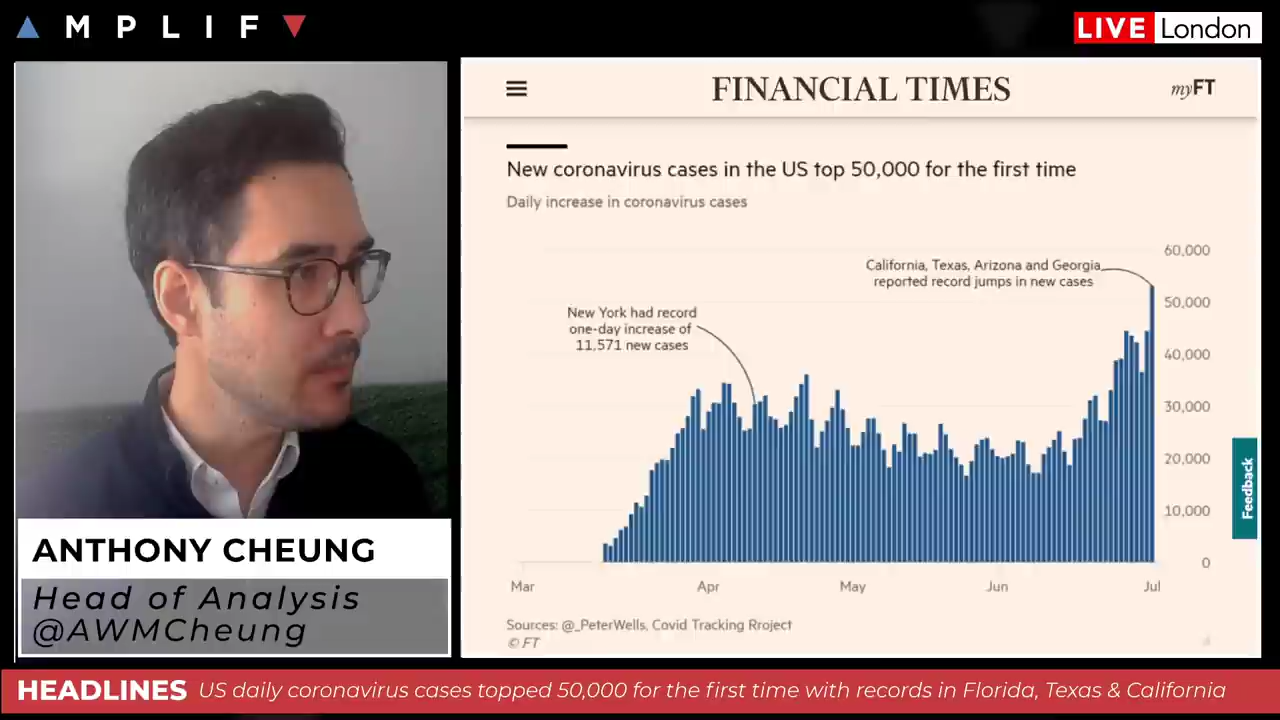 AMPLIFY
LIVE London
FINANCIAL TIMES
myFT
New coronavirus cases in the US top 50,000 for the first time
Daily increase in coronavirus cases
60,000
50,000
40,000
30,000
20,000
10,000
0
California, Texas, Arizona and Georgia
reported record jumps in new cases
New York had record
one-day increase of
11,571 new cases
Mar Apr May Jun Jul
Sources: @_PeterWells, Covid Tracking Rroject
© FT
Feedback
ANTHONY CHEUNG
Head of Analysis
@AWMCheung
HEADLINES US daily coronavirus cases topped 50,000 for the first time with records in Florida, Texas & California